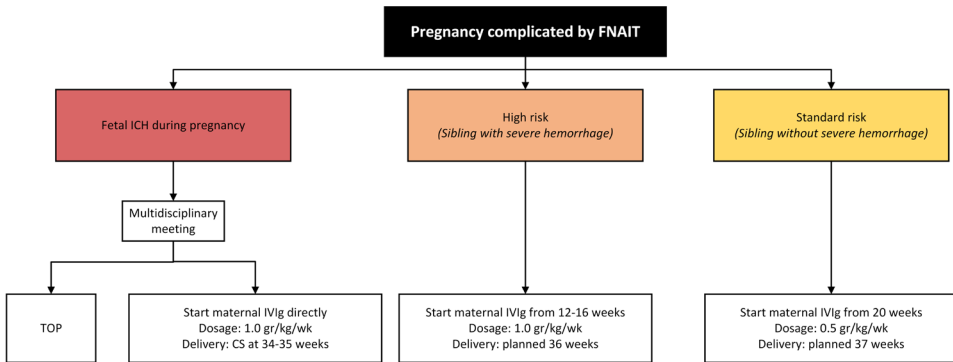 Pregnancy complicated by FNAIT
Fetal ICH during pregnancy
High risk
(Sibling with severe hemorrhage)
Standard risk
(Sibling without severe hemorrhage)
Multidisciplinary
meeting
TOP
Start maternal IVIg directly
Dosage: 1.0 gr/kg/wk
Delivery: CS at 34-35 weeks
Start maternal IVIg from 12-16 weeks
Dosage: 1.0 gr/kg/wk
Delivery: planned 36 weeks
Start maternal IVIg from 20 weeks
Dosage: 0.5 gr/kg/wk
Delivery: planned 37 weeks